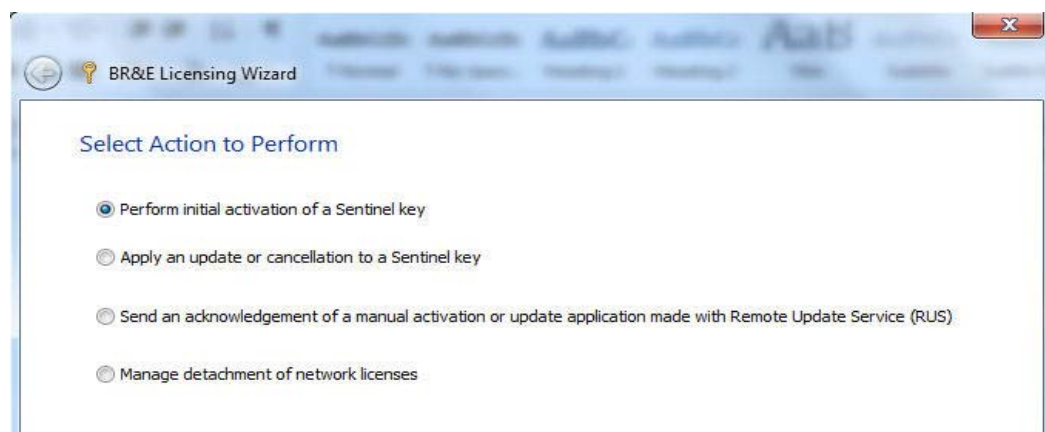 BR&E Licensing Wizard
Select Action to Perform
Perform initial activation of a Sentinel key
Apply an update or cancellation to a Sentinel key
Send an acknowledgement of a manual activation or update application made with Remote Update Service (RUS)
Manage detachment of network licenses